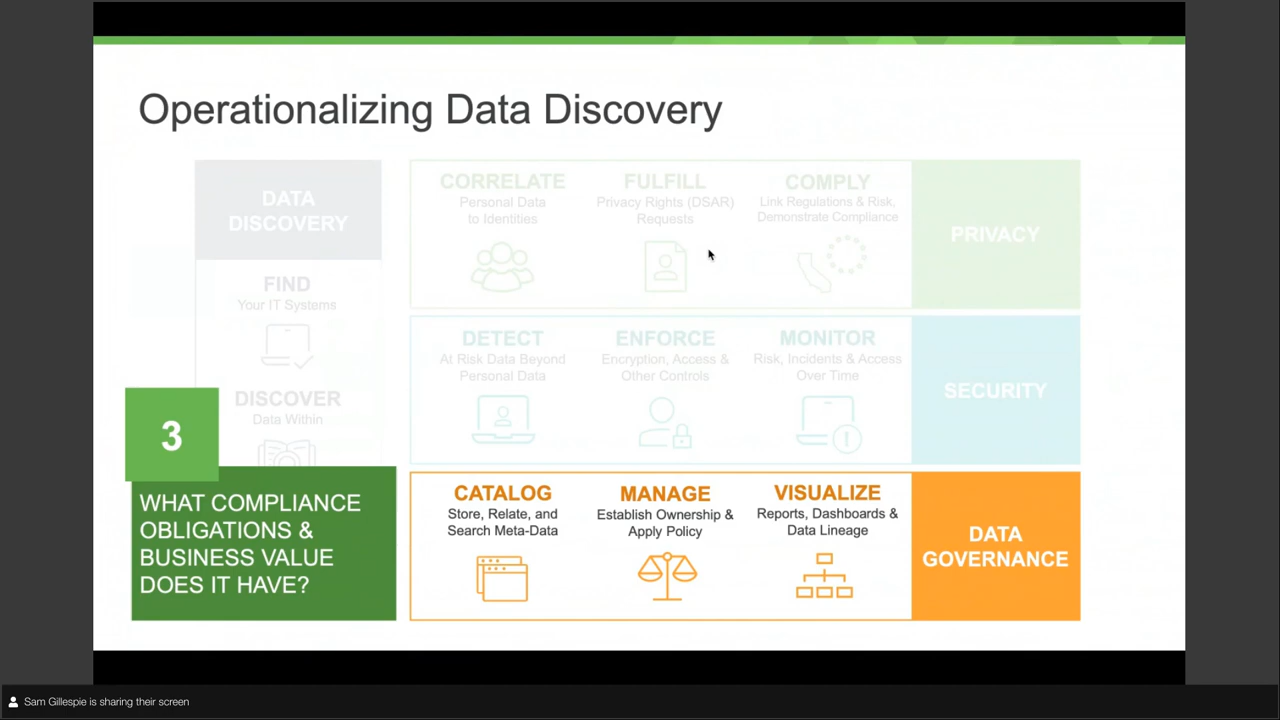 Operationalizing Data Discovery
DATA
DISCOVERY
FIND
Your IT Systems
DISCOVER
Data Within
3
WHAT COMPLIANCE
OBLIGATIONS &
BUSINESS VALUE
DOES IT HAVE?
CORRELATE
Personal Data
to Identities
FULFILL
Privacy Rights (DSAR)
Requests
COMPLY
Link Regulations & Risk,
Demonstrate Compliance
PRIVACY
DETECT
At Risk Data Beyond
Personal Data
ENFORCE
Encryption, Access &
Other Controls
MONITOR
Risk, Incidents & Access
Over Time
SECURITY
CATALOG
Store, Relate, and
Search Meta-Data
MANAGE
Establish Ownership &
Apply Policy
VISUALIZE
Reports, Dashboards &
Data Lineage
DATA
GOVERNANCE
Sam Gillespie is sharing their screen